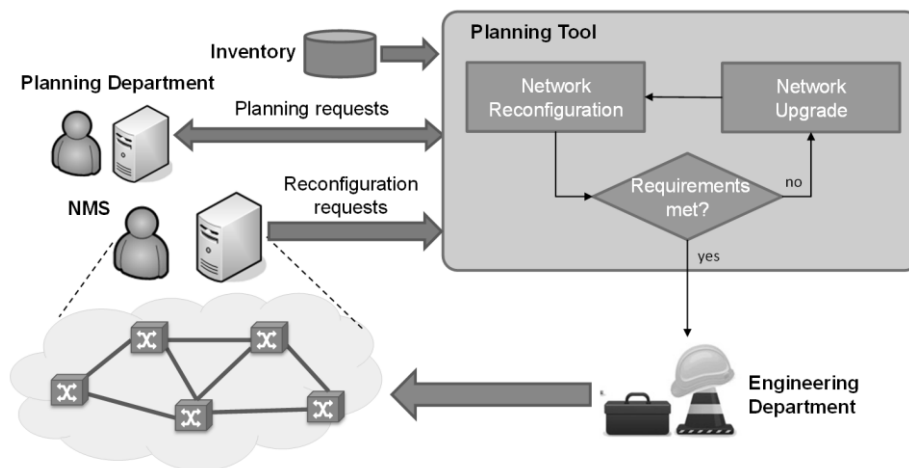 Planning Tool
Inventory
Planning Department
Network
Reconfiguration
Network
Upgrade
Planning requests
Requirements
met?
no
Reconfiguration
requests
NMS
yes
Engineering
Department